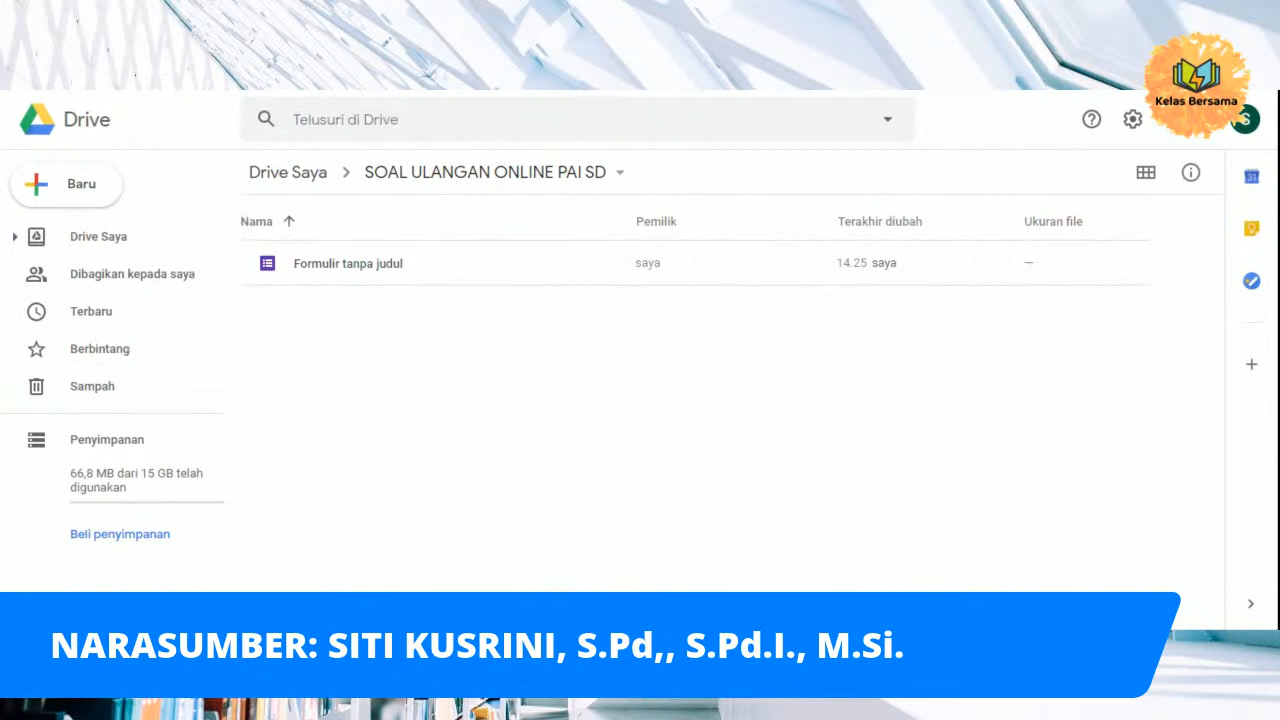 Kelas Bersama
Drive
Telusuri di Drive
S
Baru
Drive Saya
SOAL ULANGAN ONLINE PAI SD
31
Nama
Pemilik
Terakhir diubah
Ukuran file
Drive Saya
Formulir tanpa judul
saya
14.25 saya
—
Dibagikan kepada saya
Terbaru
Berbintang
Sampah
Penyimpanan
66,8 MB dari 15 GB telah
digunakan
Beli penyimpanan
NARASUMBER: SITI KUSRINI, S.Pd,, S.Pd.I., M.Si.